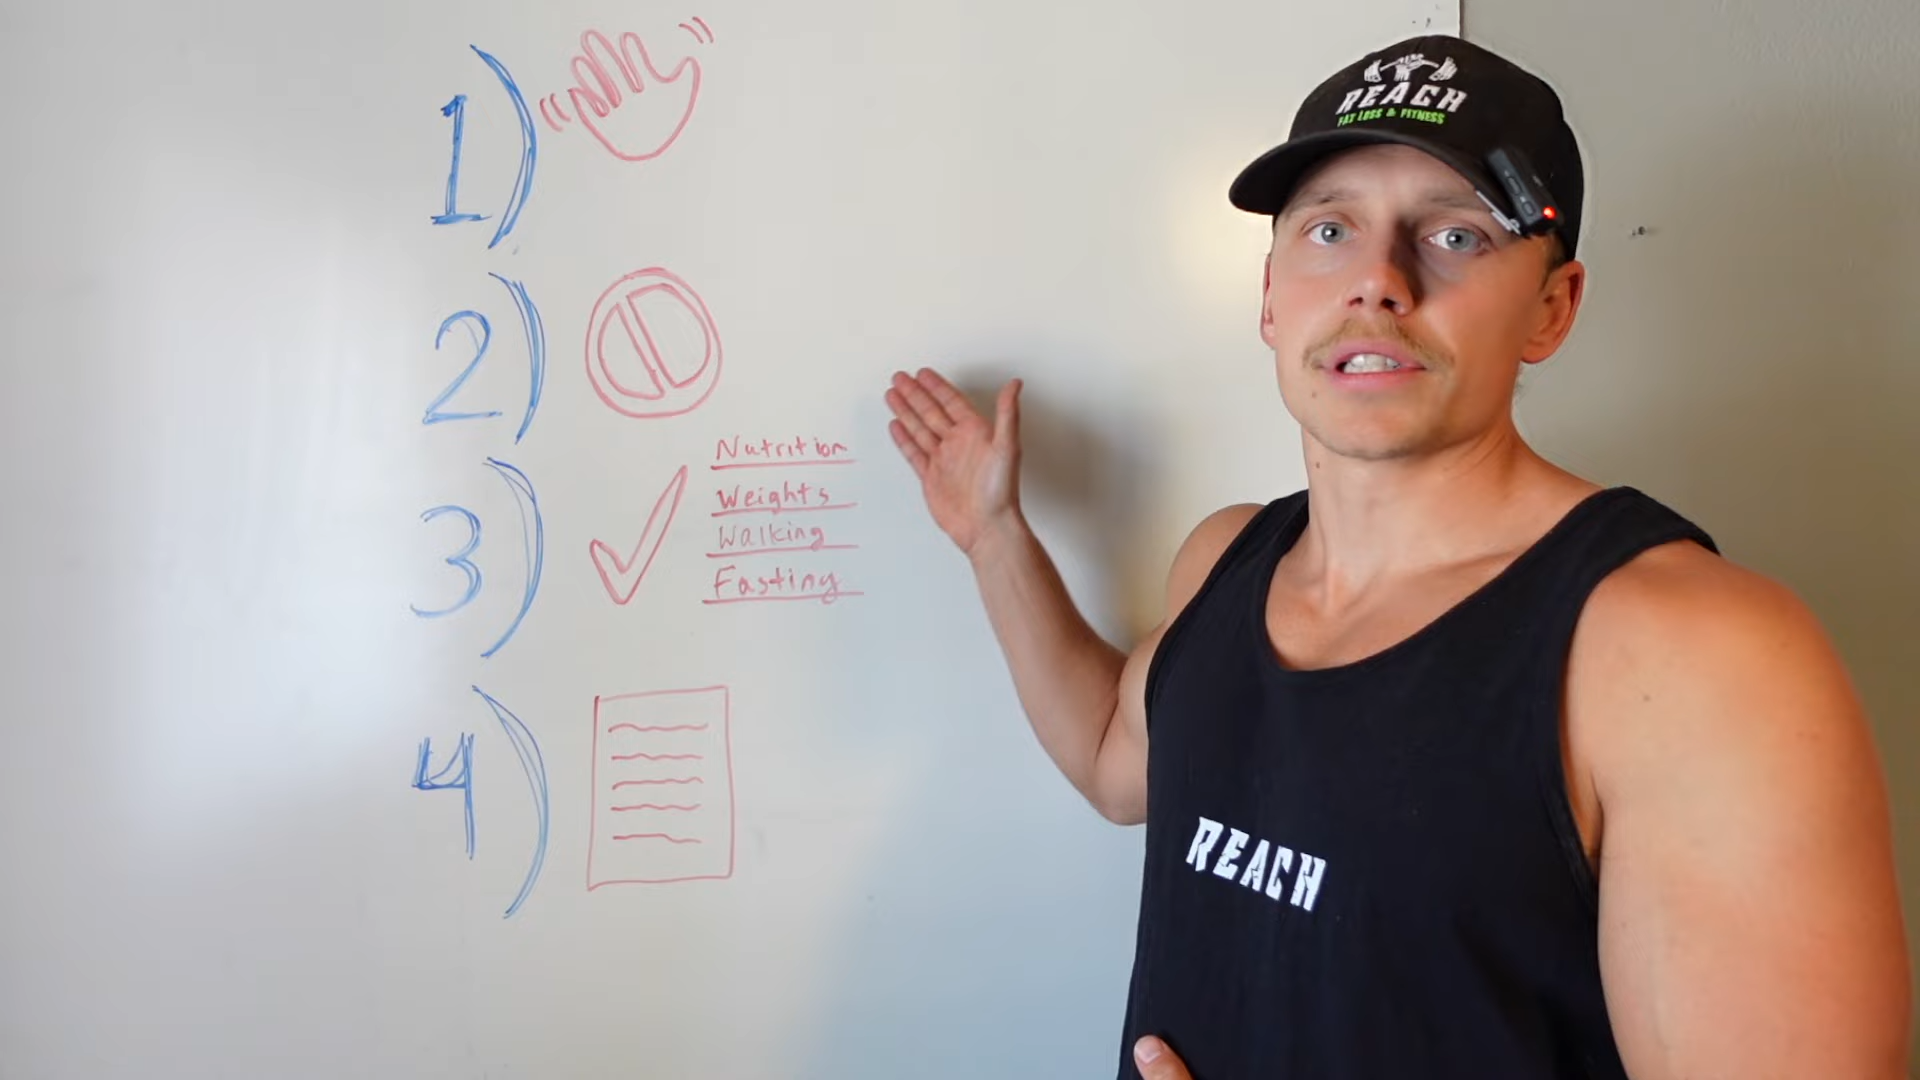 1)
2)
3)
Nutrition
Weights
Walking
Fasting
4)
REACH
FAT LOSS & FITNESS
REACH